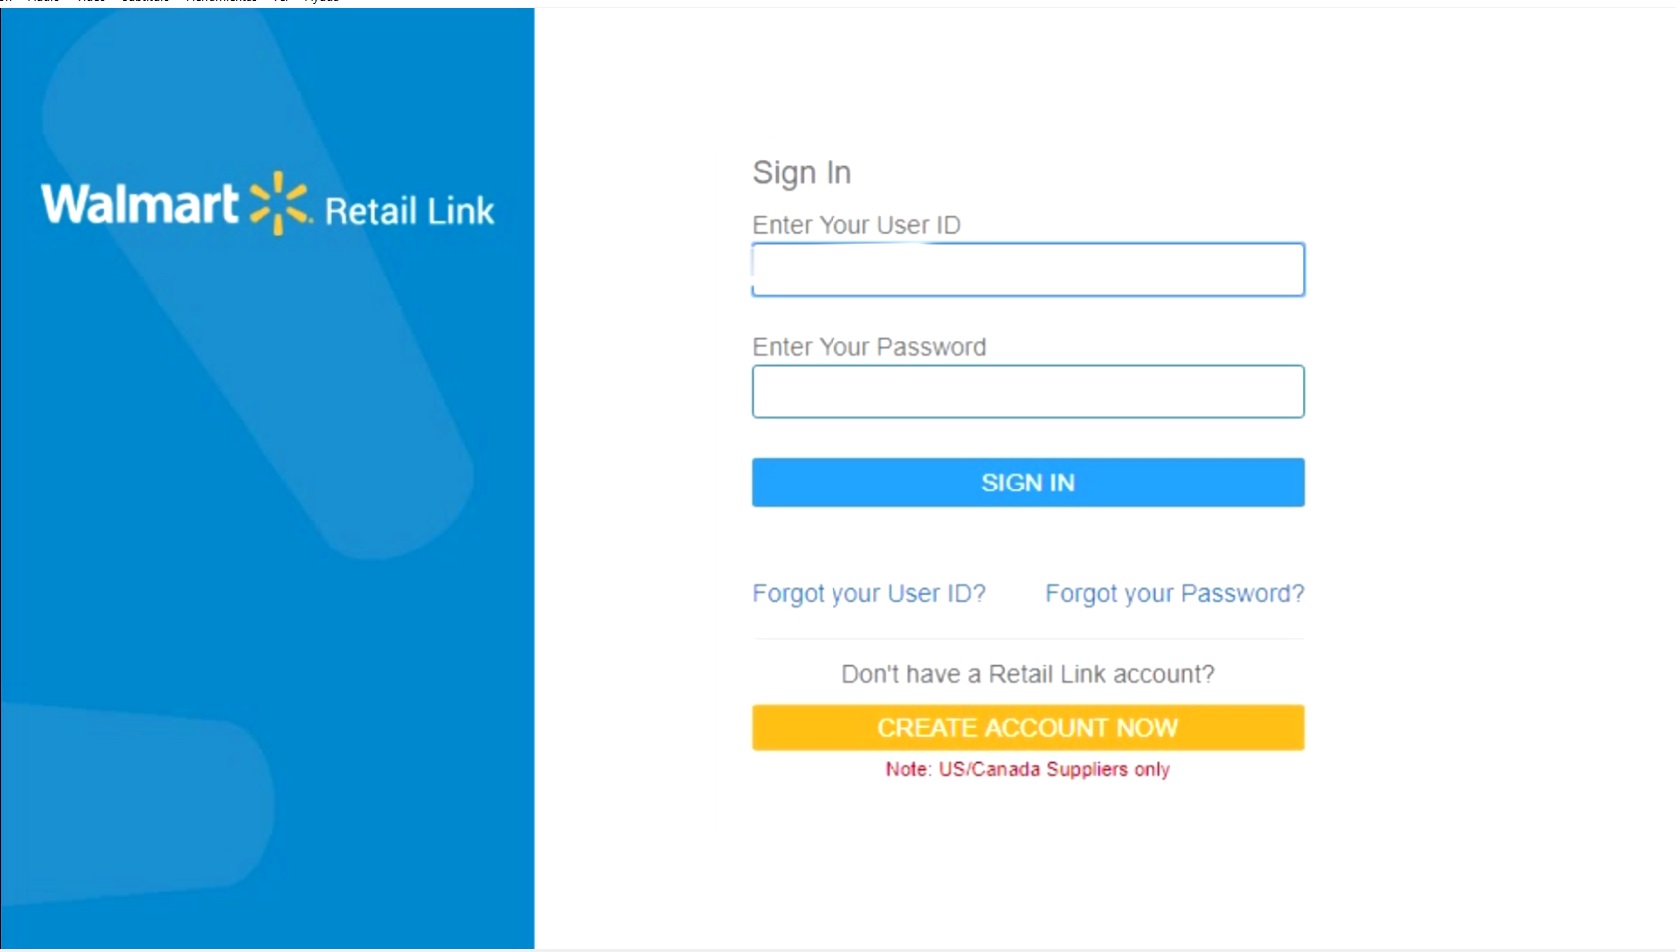 Walmart Retail Link
Sign In
Enter Your User ID
Enter Your Password
SIGN IN
Forgot your User ID? Forgot your Password?
Don't have a Retail Link account?
CREATE ACCOUNT NOW
Note: US/Canada Suppliers only